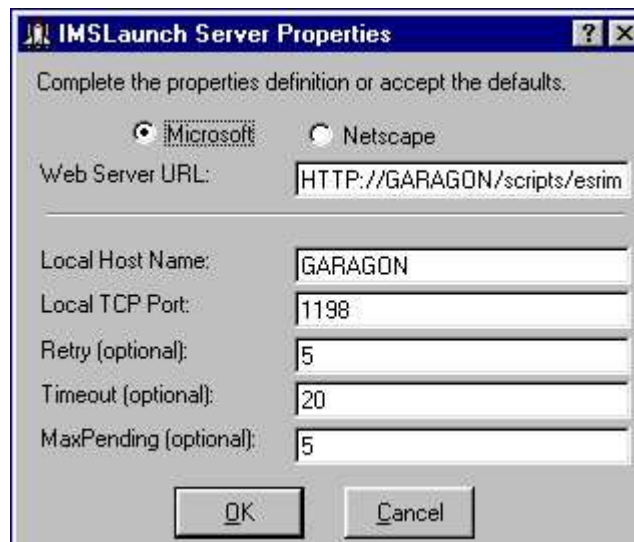 IMSLaunch Server Properties
Complete the properties definition or accept the defaults.
Microsoft Netscape
Web Server URL: HTTP://GARAGON/scripts/esrim
Local Host Name: GARAGON
Local TCP Port: 1198
Retry (optional): 5
Timeout (optional): 20
MaxPending (optional): 5
OK Cancel